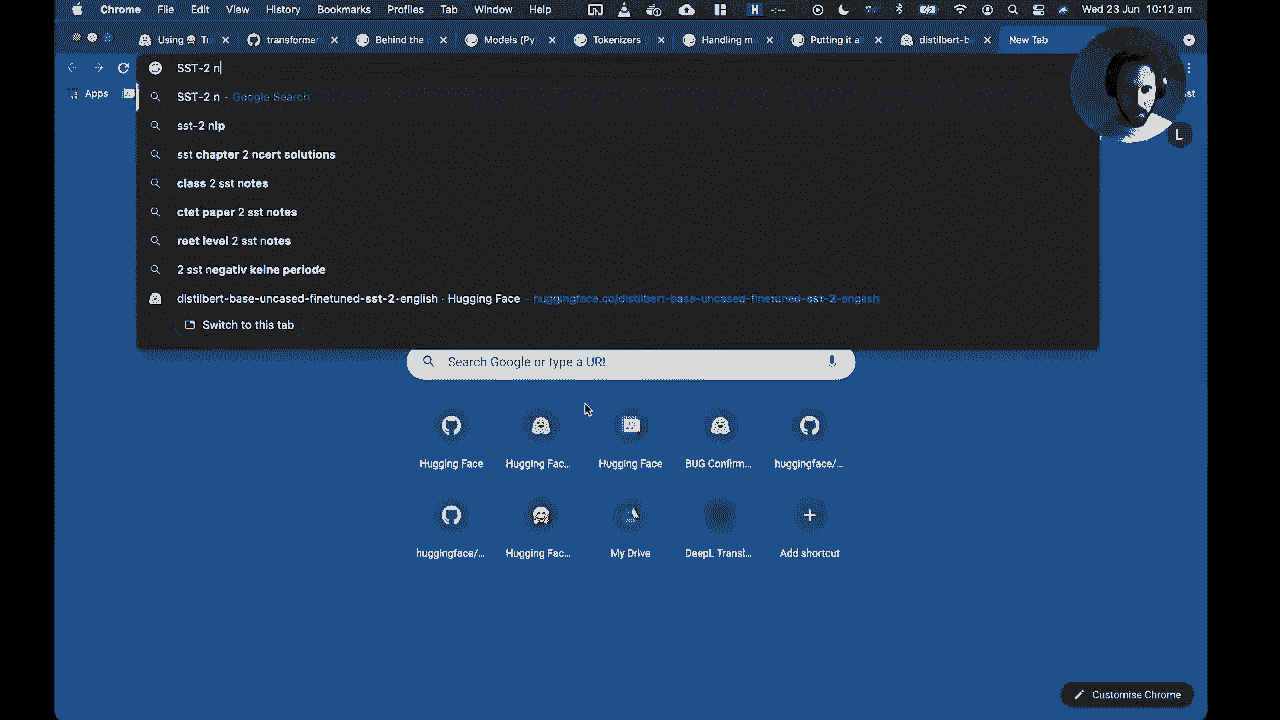 Chrome File Edit View History Bookmarks Profiles Tab Window Help Wed 23 Jun 10:12 am
Using 🤗 Tr transforme Behind the Models (Py Tokenizers Handling m Putting it a distilbert-b New Tab
SST-2 n
Apps
SST-2 n - Google Search
sst-2 nlp
sst chapter 2 ncert solutions
class 2 sst notes
ctet paper 2 sst notes
reet level 2 sst notes
2 sst negativ keine periode
distilbert-base-uncased-finetuned-sst-2-english · Hugging Face - huggingface.co/distilbert-base-uncased-finetuned-sst-2-english
Switch to this tab
L
Search Google or type a URL
Hugging Face Hugging Fac... Hugging Face BUG Confirm... huggingface/...
huggingface/... Hugging Fac... My Drive DeepL Transl... Add shortcut
Customise Chrome